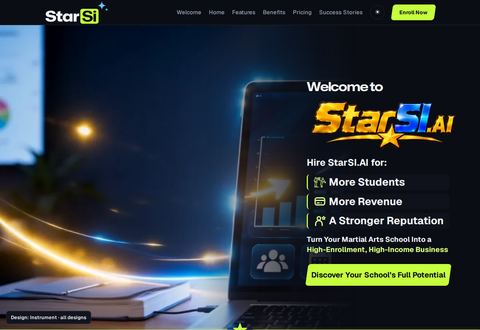 StarSi
Welcome Home Features Benefits Pricing Success Stories
Enroll Now
Welcome to
StarSI.AI
Hire StarSI.AI for:
More Students
More Revenue
A Stronger Reputation
Turn Your Martial Arts School Into a
High-Enrollment, High-Income Business
Discover Your School's Full Potential
Design: Instrument · all designs